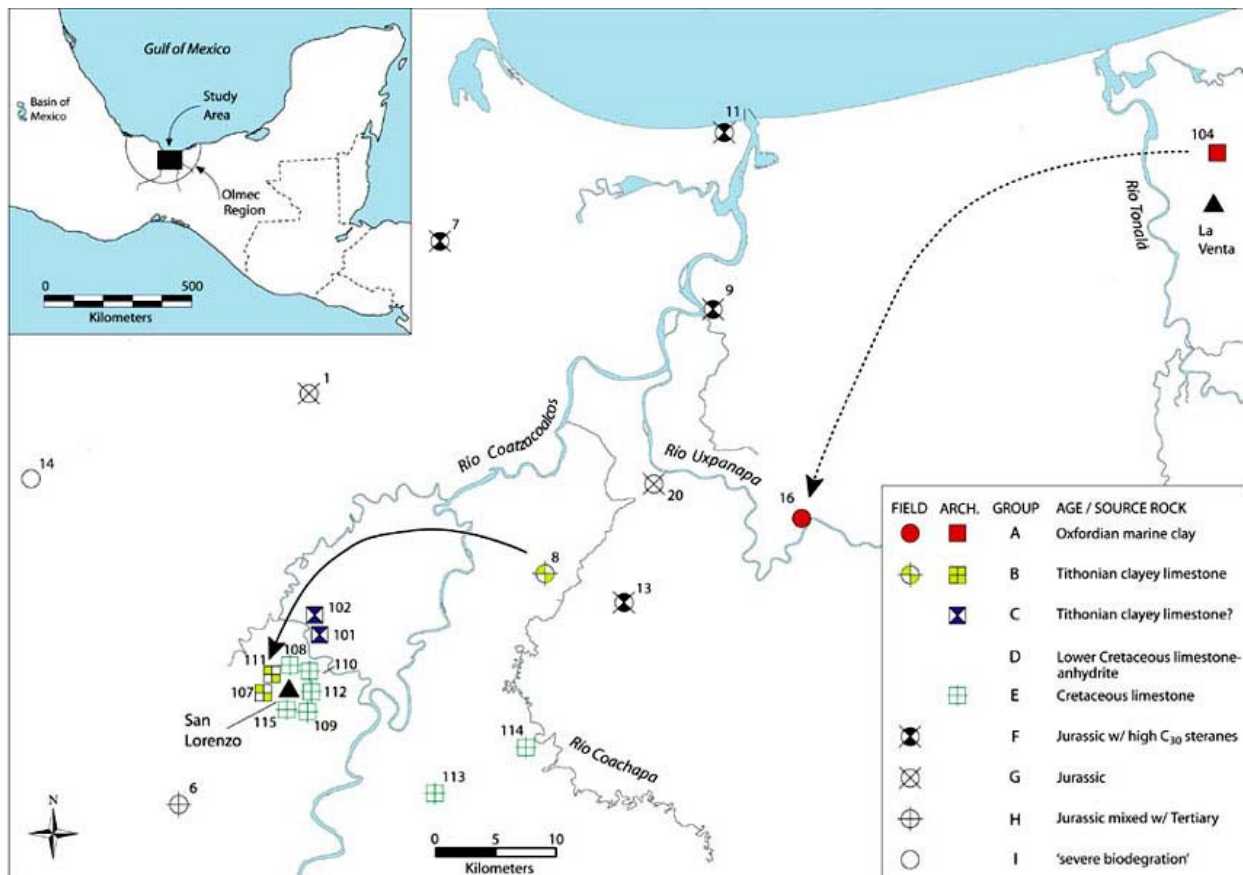 Gulf of Mexico
Basin of
Mexico
Study
Area
Olmec
Region
0 500
Kilometers
11
104
Río Tonalá
La
Venta
7
9
1
Río Coatzacoalcos
14
Río Uxpanapa
20
16
8
13
102
101
111
108
110
107
112
San
Lorenzo
115
109
114
Río Coachapa
113
6
N
0 5 10
Kilometers
FIELD ARCH. GROUP AGE / SOURCE ROCK
A Oxfordian marine clay
B Tithonian clayey limestone
C Tithonian clayey limestone?
D Lower Cretaceous limestone-
anhydrite
E Cretaceous limestone
F Jurassic w/ high C30 steranes
G Jurassic
H Jurassic mixed w/ Tertiary
I 'severe biodegration'